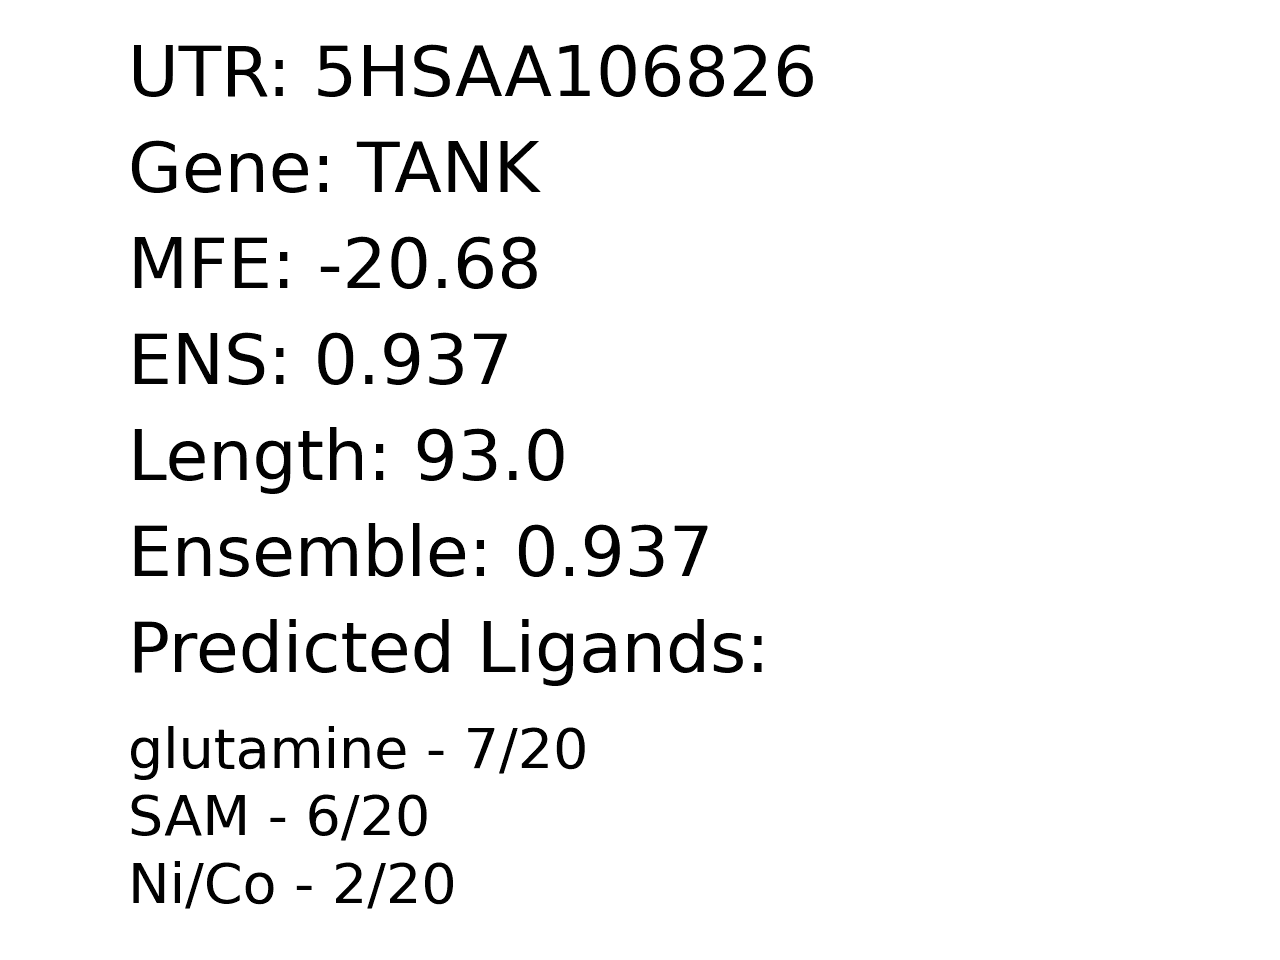 UTR: 5HSAA106826
Gene: TANK
MFE: -20.68
ENS: 0.937
Length: 93.0
Ensemble: 0.937
Predicted Ligands:
glutamine - 7/20
SAM - 6/20
Ni/Co - 2/20